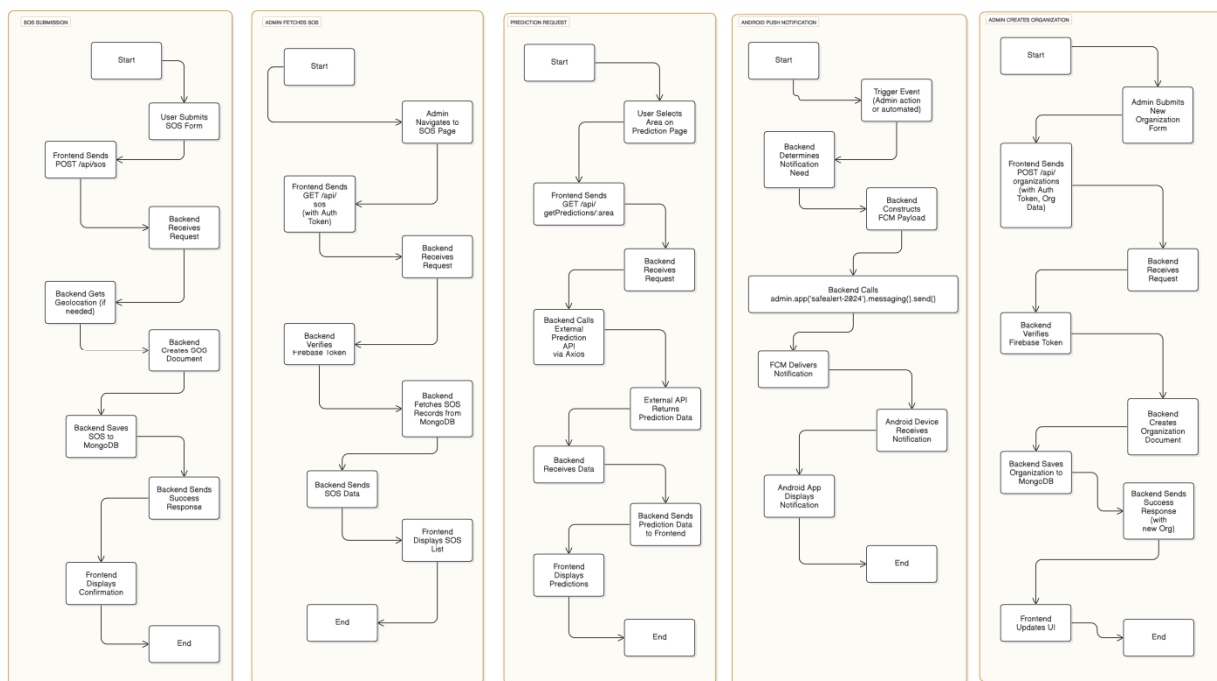 SOS SUBMISSION
Start
User Submits
SOS Form
Frontend Sends
POST /api/sos
Backend
Receives
Request
Backend Gets
Geolocation (if
needed)
Backend
Creates SOS
Document
Backend Saves
SOS to
MongoDB
Backend Sends
Success
Response
Frontend
Displays
Confirmation
End
ADMIN FETCHES SOS
Start
Admin
Navigates to
SOS Page
Frontend Sends
GET /api/
sos
(with Auth
Token)
Backend
Receives
Request
Backend
Verifies
Firebase Token
Backend
Fetches SOS
Records from
MongoDB
Backend Sends
SOS Data
Frontend
Displays SOS
List
End
PREDICTION REQUEST
Start
User Selects
Area on
Prediction Page
Frontend Sends
GET /api/
getPredictions/:area
Backend
Receives
Request
Backend Calls
External
Prediction
API
via Axios
External API
Returns
Prediction Data
Backend
Receives Data
Backend Sends
Prediction Data
to Frontend
Frontend
Displays
Predictions
End
ANDROID PUSH NOTIFICATION
Start
Trigger Event
(Admin action
or automated)
Backend
Determines
Notification
Need
Backend
Constructs
FCM Payload
Backend Calls
admin.app('safealert-2024').messaging().send()
FCM Delivers
Notification
Android Device
Receives
Notification
Android App
Displays
Notification
End
ADMIN CREATES ORGANIZATION
Start
Admin Submits
New
Organization
Form
Frontend Sends
POST /api/
organizations
(with Auth
Token, Org
Data)
Backend
Receives
Request
Backend
Verifies
Firebase Token
Backend
Creates
Organization
Document
Backend Saves
Organization to
MongoDB
Backend Sends
Success
Response
(with
new Org)
Frontend
Updates UI
End